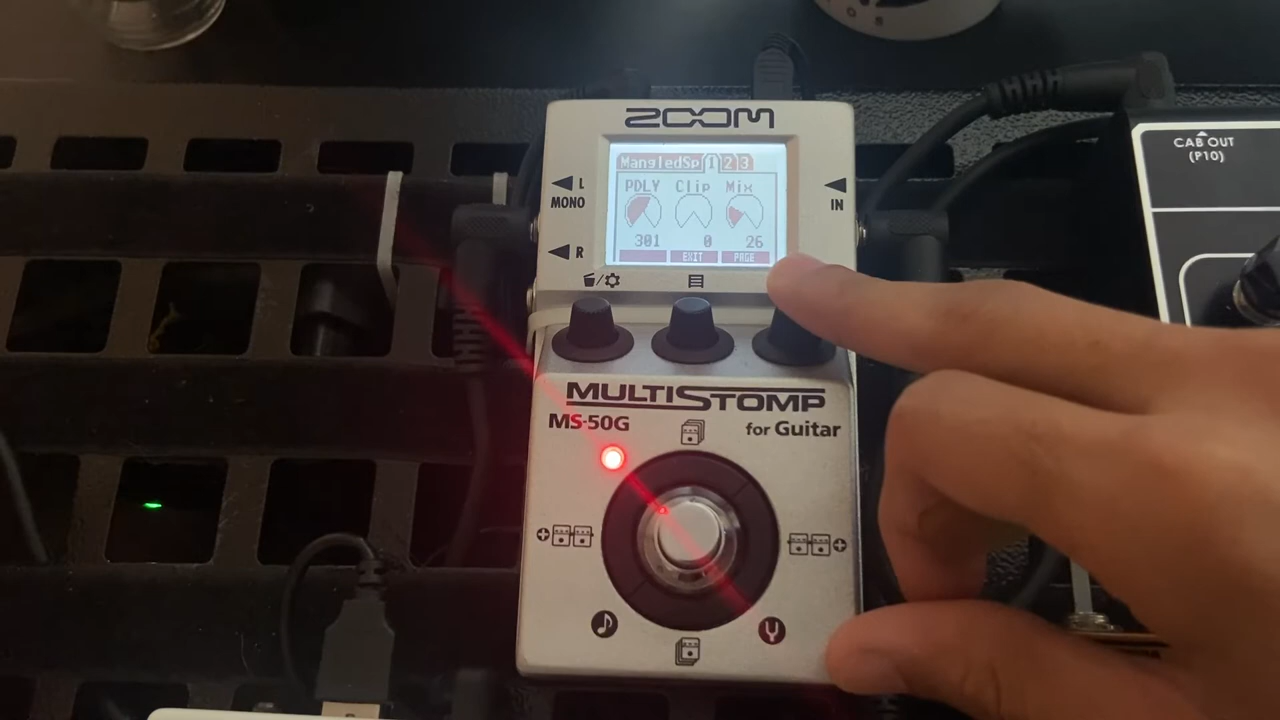 ZOOM
MangledSp 1 2 3
PDLY Clip Mix
301 0 26
EXIT PAGE
L
MONO
R
IN
CAB OUT
(P10)
MULTISTOMP
MS-50G
for Guitar